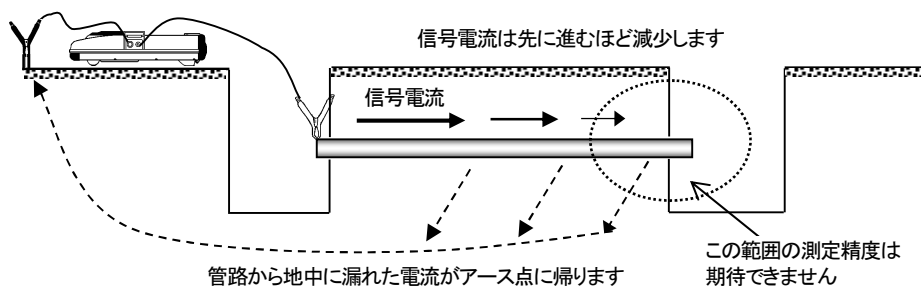 信号電流は先に進むほど減少します
信号電流
この範囲の測定精度は
期待できません
管路から地中に漏れた電流がアース点に帰ります